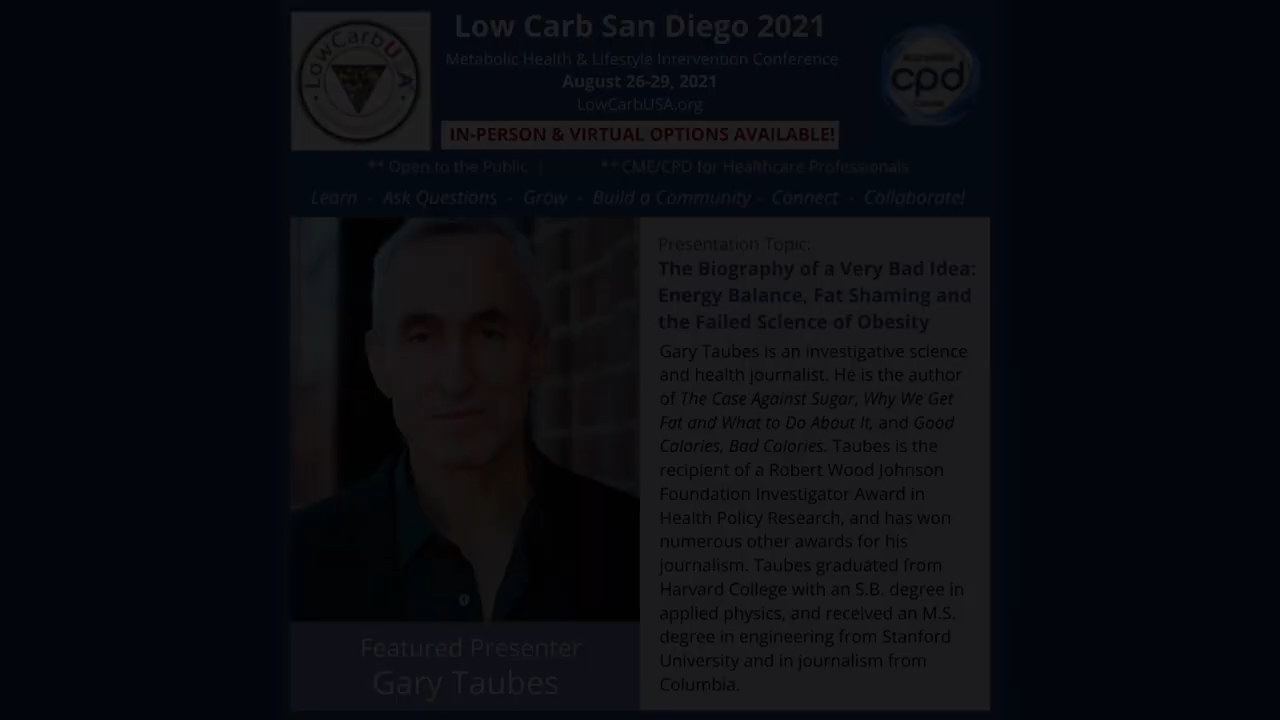 Low Carb San Diego 2021
Metabolic Health & Lifestyle Intervention Conference
August 26-29, 2021
LowCarbUSA.org
IN-PERSON & VIRTUAL OPTIONS AVAILABLE!
LowCarbUSA
cpd
** Open to the Public | ** CME/CPD for Healthcare Professionals
Learn - Ask Questions - Grow - Build a Community - Connect - Collaborate!
Presentation Topic:
The Biography of a Very Bad Idea:
Energy Balance, Fat Shaming and
the Failed Science of Obesity
Gary Taubes is an investigative science
and health journalist. He is the author
of The Case Against Sugar, Why We Get
Fat and What to Do About It, and Good
Calories, Bad Calories. Taubes is the
recipient of a Robert Wood Johnson
Foundation Investigator Award in
Health Policy Research, and has won
numerous other awards for his
journalism. Taubes graduated from
Harvard College with an S.B. degree in
applied physics, and received an M.S.
degree in engineering from Stanford
University and in journalism from
Columbia.
Featured Presenter
Gary Taubes